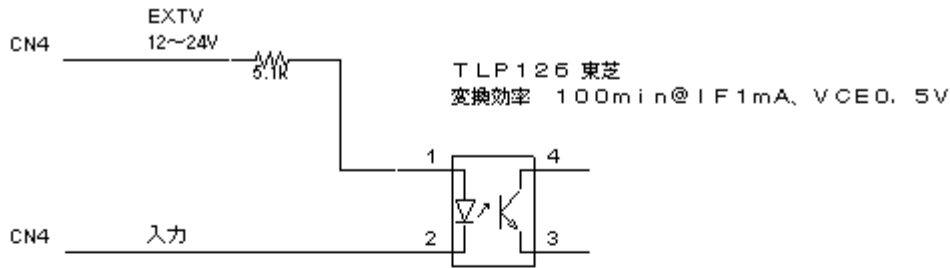 EXTV
CN4 12～24V
5.1k
TLP126 東芝
変換効率 100min@IF1mA、VCE0.5V
1 4
CN4 入力 2 3